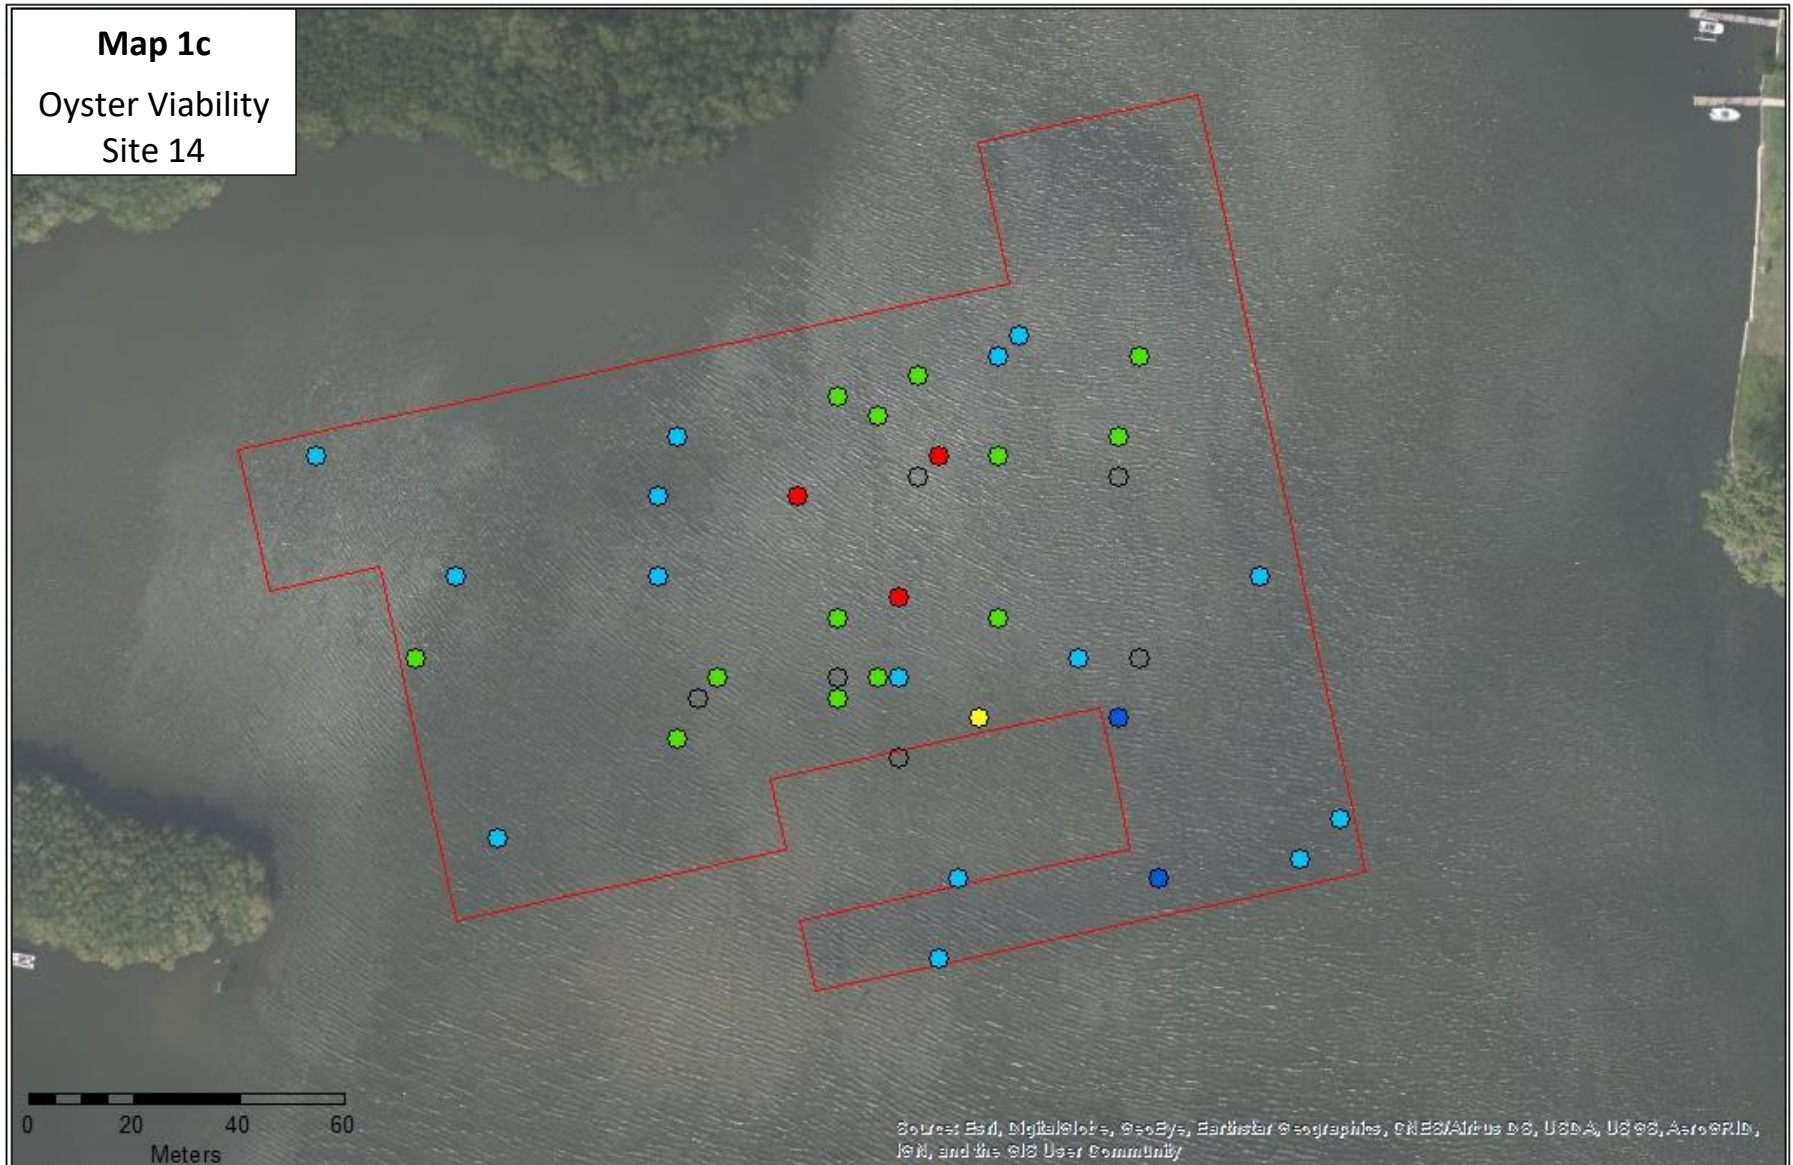 Map 1c
Oyster Viability
Site 14
0 20 40 60
Meters
Source: Esri, DigitalGlobe, GeoEye, Earthstar Geographics, CNES/Airbus DS, USDA, USGS, AeroGRID,
IGN, and the GIS User Community